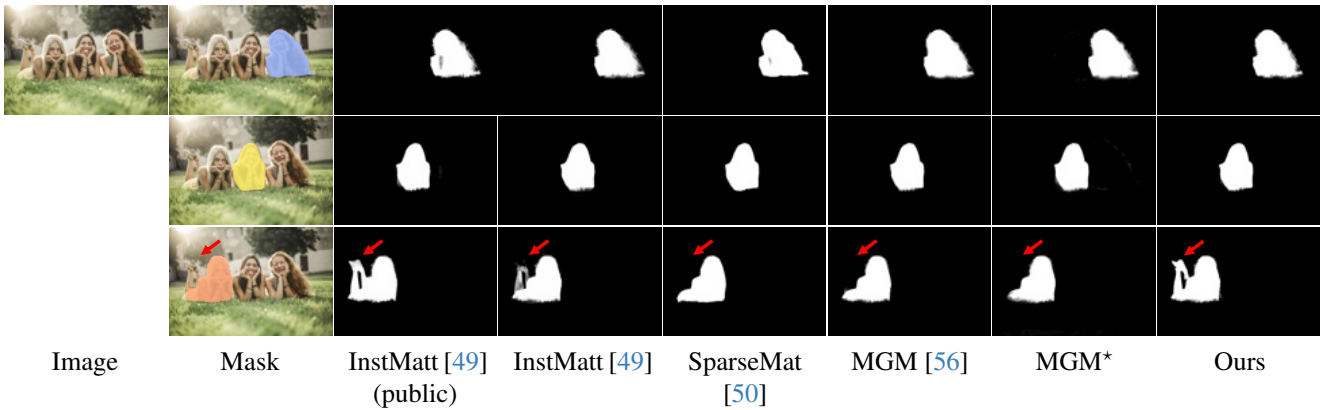 Image Mask InstMatt [49] InstMatt [49] SparseMat MGM [56] MGM⋆ Ours
(public) [50]